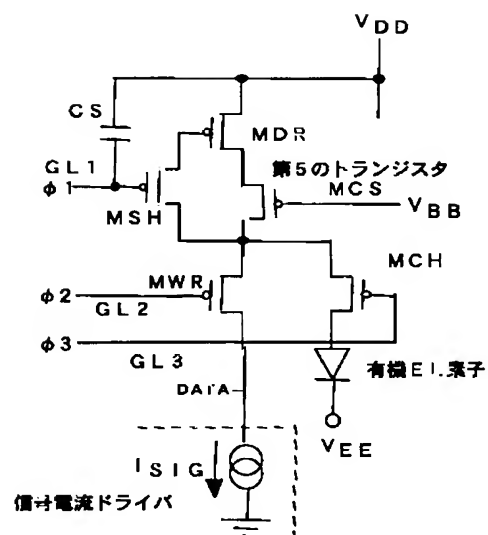 VDD
CS
MDR
GL1
第5のトランジスタ
φ1
MCS
MSH
VBB
MWR
MCH
φ2
GL2
φ3
GL3
有機EL素子
DATA
VEE
ISIG
信号電流ドライバ